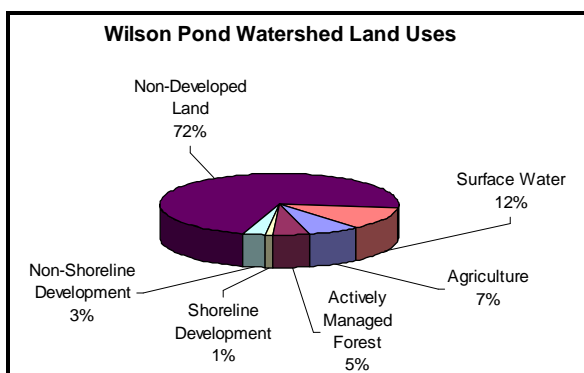 Wilson Pond Watershed Land Uses
Non-Developed
Land
72%
Surface Water
12%
Agriculture
7%
Actively
Managed
Forest
5%
Shoreline
Development
1%
Non-Shoreline
Development
3%